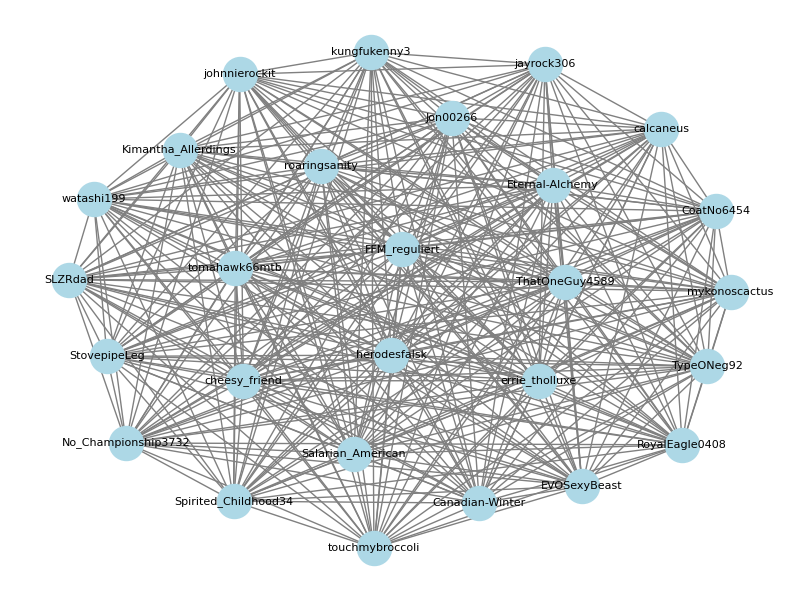 kungfukenny3
jayrock306
johnnierockit
Jon00266
calcaneus
Kimantha_Allerdings
roaringsanity
Eternal-Alchemy
watashi199
CoatNo6454
FFM_reguliert
tomahawk66mtb
SLZRdad
ThatOneGuy4589
mykonoscactus
StovepipeLeg
herodesfalsk
TypeONeg92
cheesy_friend
errie_tholluxe
No_Championship3732
RoyalEagle0408
Salarian_American
EVOSexyBeast
Spirited_Childhood34
Canadian-Winter
touchmybroccoli